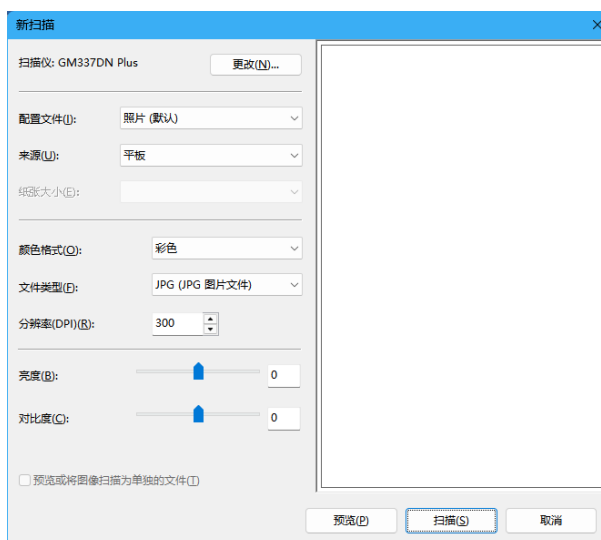 新扫描
扫描仪: GM337DN Plus
更改(N)...
配置文件(I):
照片 (默认)
来源(U):
平板
纸张大小(E):
颜色格式(O):
彩色
文件类型(F):
JPG (JPG 图片文件)
分辨率(DPI)(R):
300
亮度(B):
0
对比度(C):
0
预览或将图像扫描为单独的文件(T)
预览(P)
扫描(S)
取消